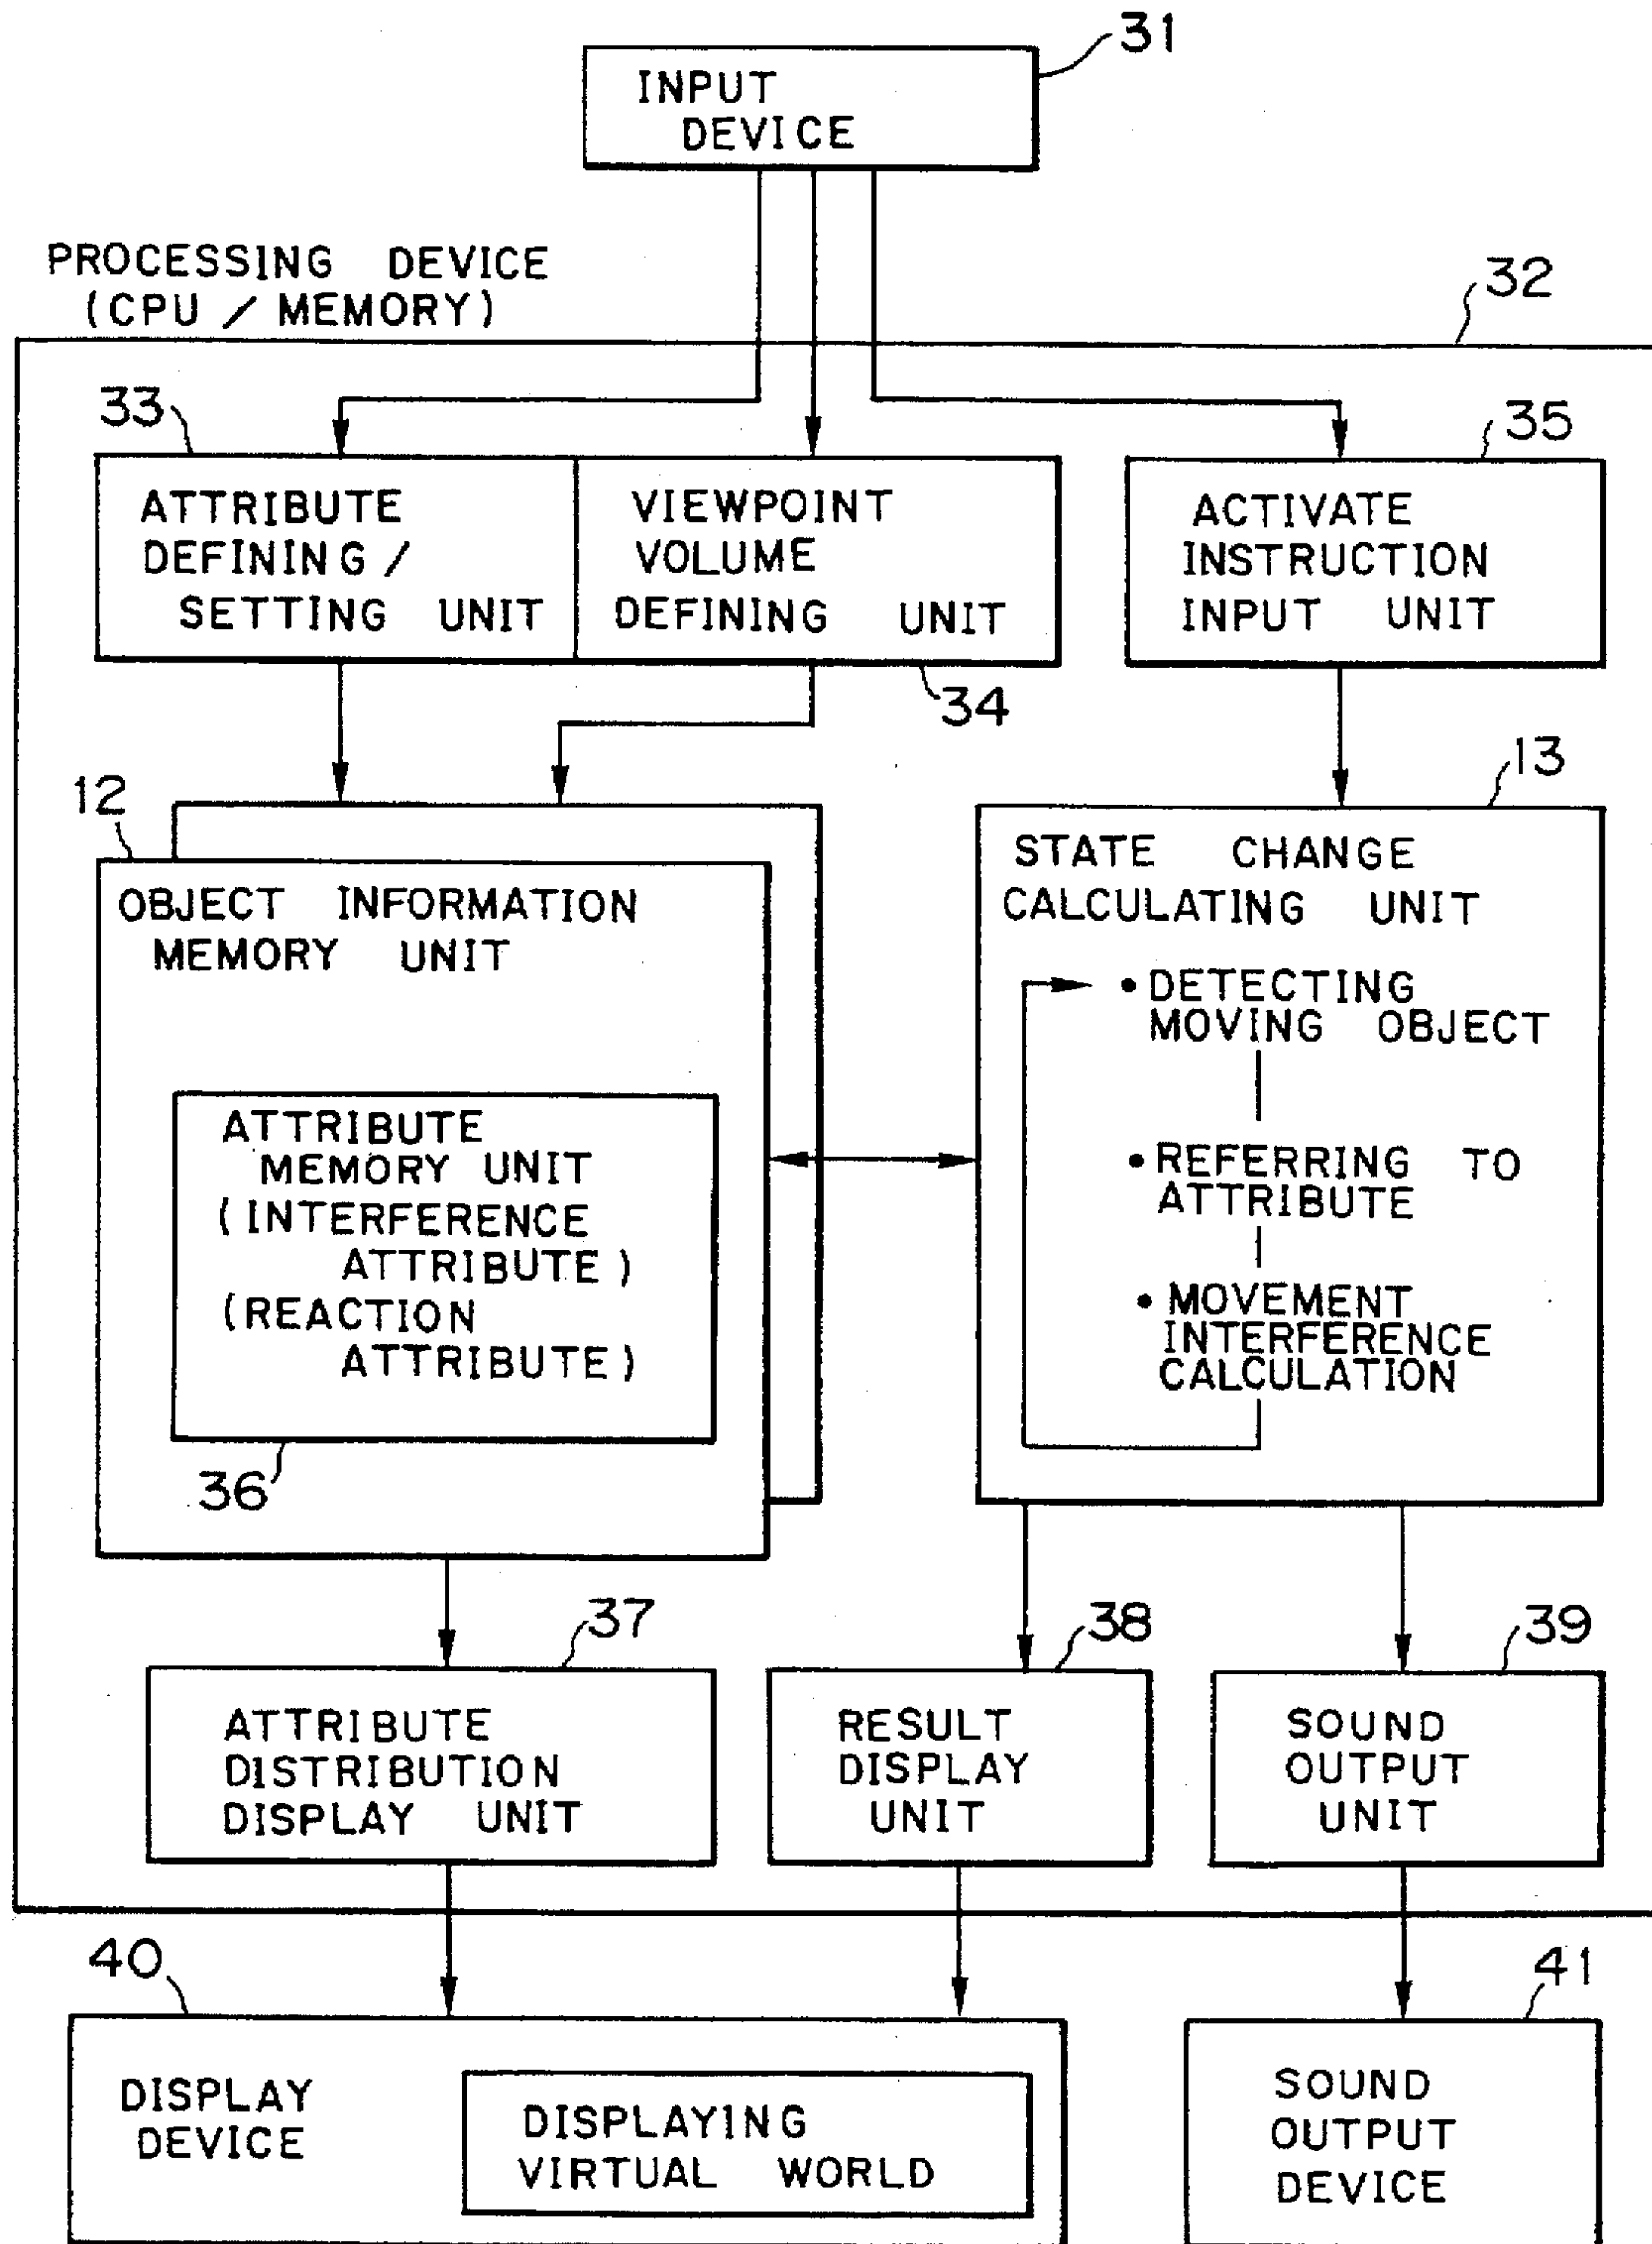 31
INPUT
DEVICE
PROCESSING DEVICE
(CPU / MEMORY)
32
33
35
ATTRIBUTE
DEFINING /
SETTING UNIT
VIEWPOINT
VOLUME
DEFINING UNIT
ACTIVATE
INSTRUCTION
INPUT UNIT
34
12
13
OBJECT INFORMATION
MEMORY UNIT
ATTRIBUTE
MEMORY UNIT
(INTERFERENCE
ATTRIBUTE)
(REACTION
ATTRIBUTE)
36
STATE CHANGE
CALCULATING UNIT
• DETECTING
MOVING OBJECT
• REFERRING TO
ATTRIBUTE
• MOVEMENT
INTERFERENCE
CALCULATION
37
38
39
ATTRIBUTE
DISTRIBUTION
DISPLAY UNIT
RESULT
DISPLAY
UNIT
SOUND
OUTPUT
UNIT
40
41
DISPLAY
DEVICE
DISPLAYING
VIRTUAL WORLD
SOUND
OUTPUT
DEVICE